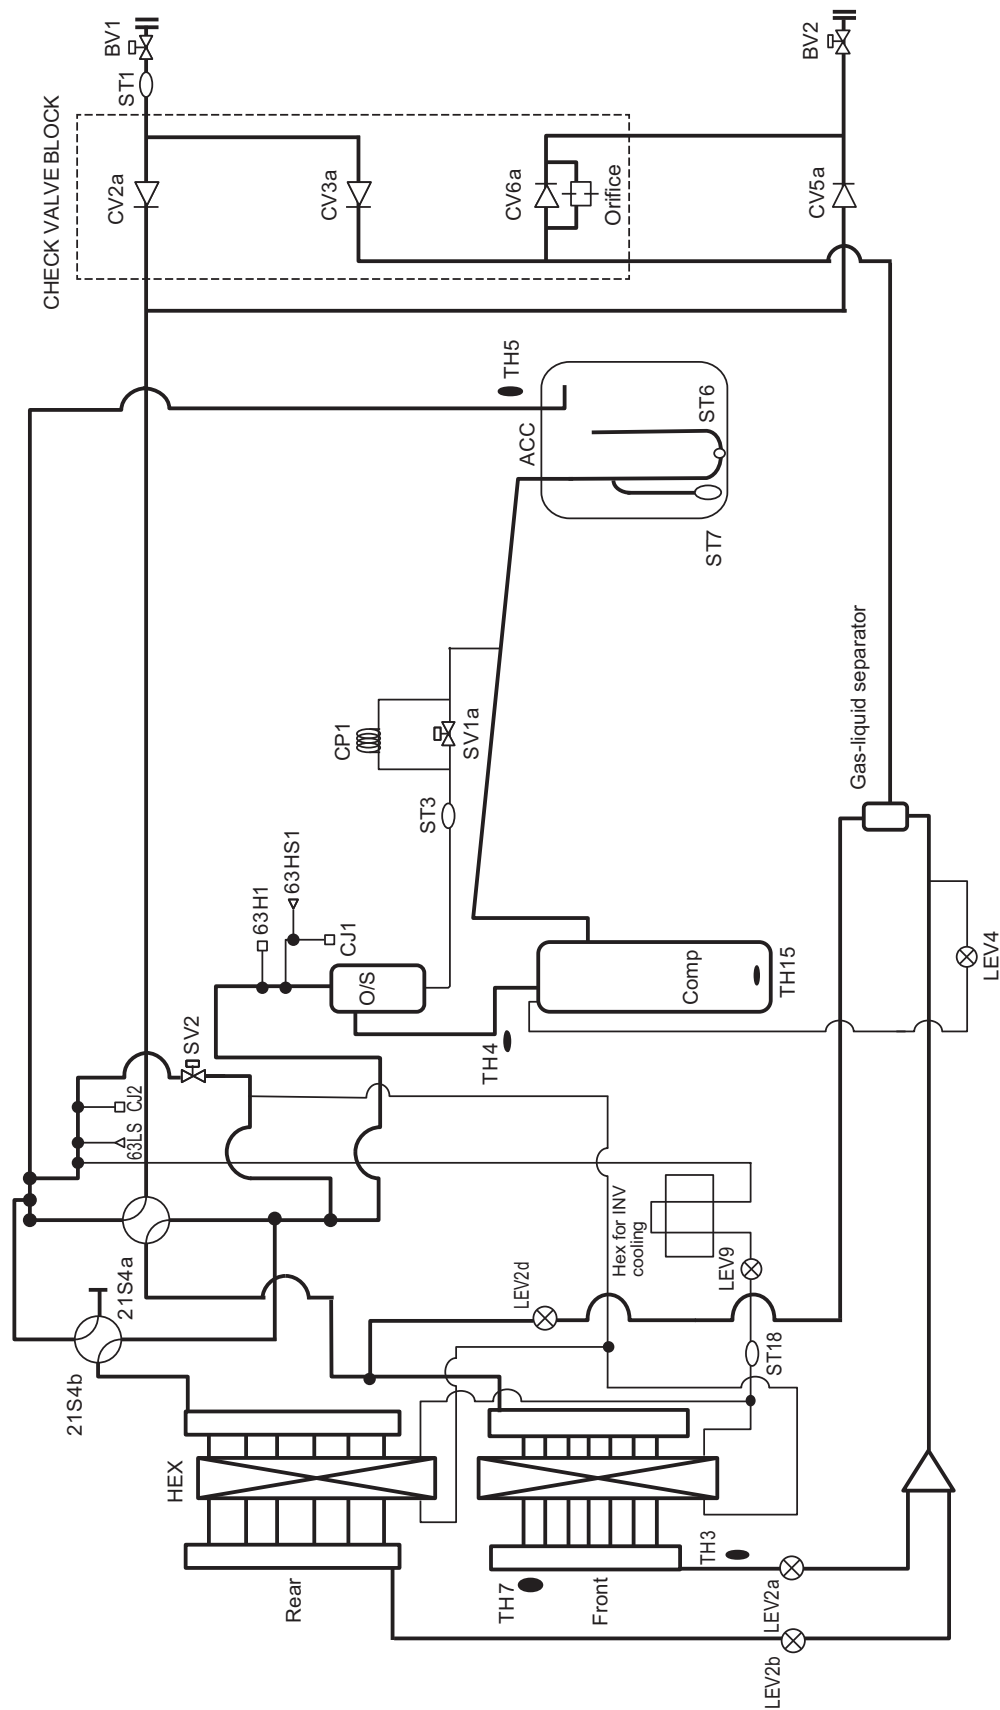 BV1
ST1
CHECK VALVE BLOCK
CV2a
CV3a
CV6a
Orifice
CV5a
BV2
TH5
ACC
ST6
ST7
CP1
SV1a
ST3
63H1
63HS1
CJ1
O/S
Comp
TH15
TH4
Gas-liquid separator
LEV4
SV2
CJ2
63LS
21S4a
21S4b
Hex for INV
cooling
LEV9
LEV2d
ST18
HEX
Rear
Front
TH7
TH3
LEV2a
LEV2b